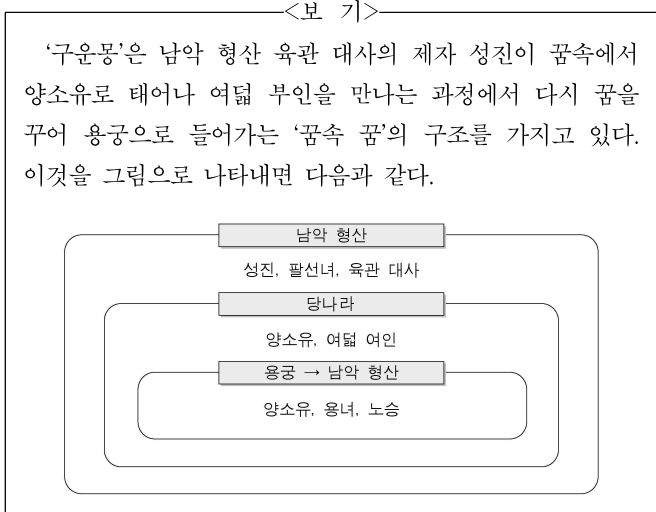 <보 기>
‘구운몽’은 남악 형산 육관 대사의 제자 성진이 꿈속에서
양소유로 태어나 여덟 부인을 만나는 과정에서 다시 꿈을
꾸어 용궁으로 들어가는 ‘꿈속 꿈’의 구조를 가지고 있다.
이것을 그림으로 나타내면 다음과 같다.
남악 형산
성진, 팔선녀, 육관 대사
당나라
양소유, 여덟 여인
용궁 → 남악 형산
양소유, 용녀, 노승